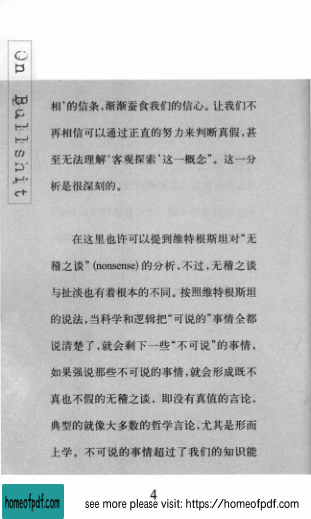 On Bullshit
相’的信条，渐渐蚕食我们的信心。让我们不
再相信可以通过正直的努力来判断真假，甚
至无法理解‘客观探索’这一概念”。这一分
析是很深刻的。
在这里也许可以提到维特根斯坦对“无
稽之谈”(nonsense)的分析，不过，无稽之谈
与扯淡也有着根本的不同。按照维特根斯坦
的说法，当科学和逻辑把“可说的”事情全都
说清楚了，就会剩下一些“不可说”的事情，
如果强说那些不可说的事情，就会形成既不
真也不假的无稽之谈，即没有真值的言论，
典型的就像大多数的哲学言论，尤其是形而
上学。不可说的事情超过了我们的知识能
4
homeofpdf.com
see more please visit: https://homeofpdf.com